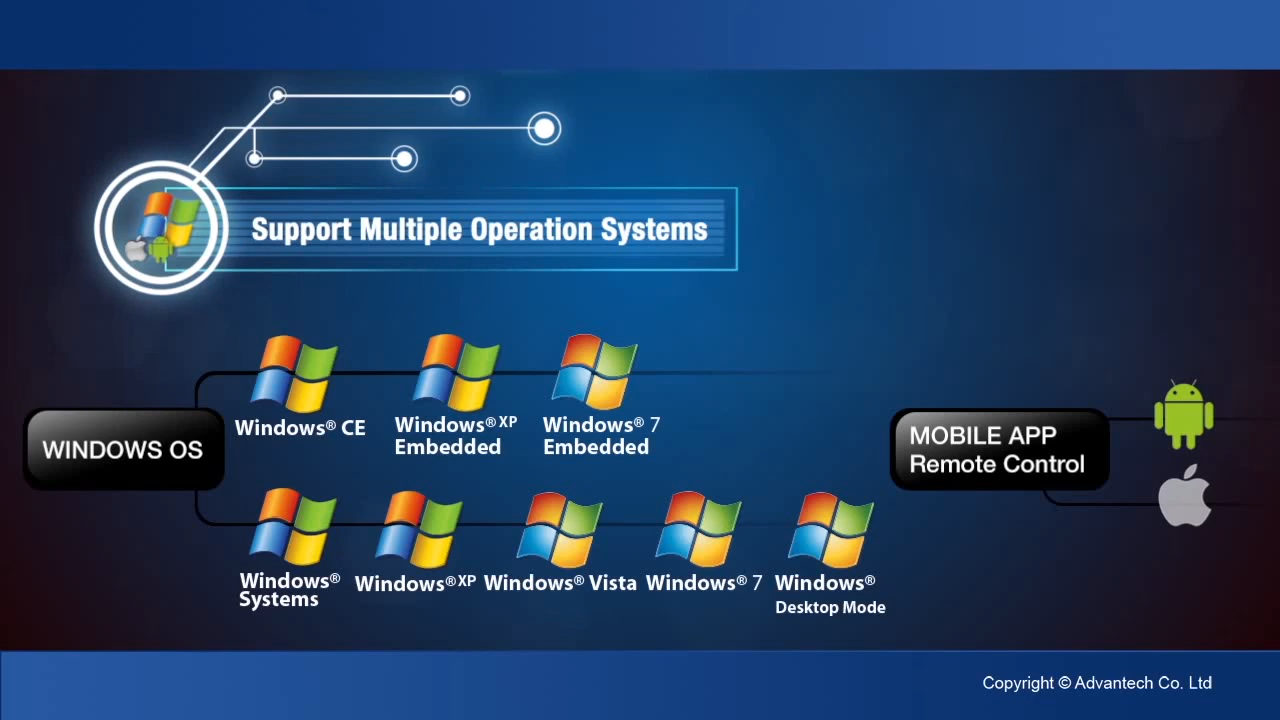 Support Multiple Operation Systems
WINDOWS OS
Windows® CE
Windows® XP
Embedded
Windows® 7
Embedded
Windows®
Systems
Windows® XP
Windows® Vista
Windows® 7
Windows®
Desktop Mode
MOBILE APP
Remote Control
Copyright © Advantech Co. Ltd